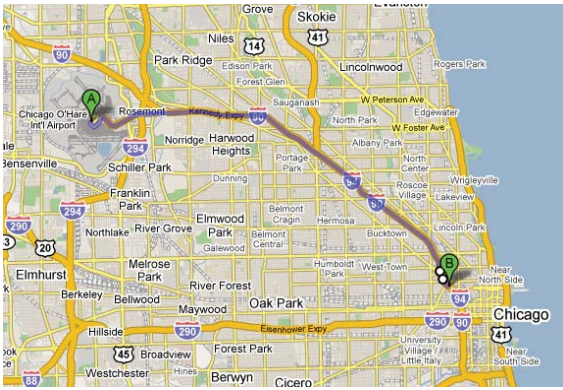 Evanston
Grove
Skokie
41
Niles
14
90
Park Ridge
Edison Park
Lincolnwood
Rogers Park
Forest Glen
A
Sauganash
W Peterson Ave
Chicago O'Hare
Int'l Airport
Rosemont
Kennedy Expy
Edgewater
W Foster Ave
Norridge
Harwood
Heights
Albany Park
294
Bensenville
Schiller Park
Portage
Park
North
Center
Wrigleyville
Dunning
Roscoe
Village
Lakeview
Franklin
Park
294
Elmwood
Park
Belmont
Cragin
Hermosa
Bucktown
Lincoln Park
290
Northlake
River Grove
Belmont
Central
Galewood
20
Elmhurst
Melrose
Park
Humboldt
Park
West Town
B
Near
North Side
River Forest
Berkeley
Bellwood
Oak Park
94
Maywood
Chicago
290
Eisenhower Expy
290
90
Hillside
41
45
Broadview
Forest Park
University
Village /
Little Italy
Near
South Side
Hines
88
Westchester
Berwyn
Cicero